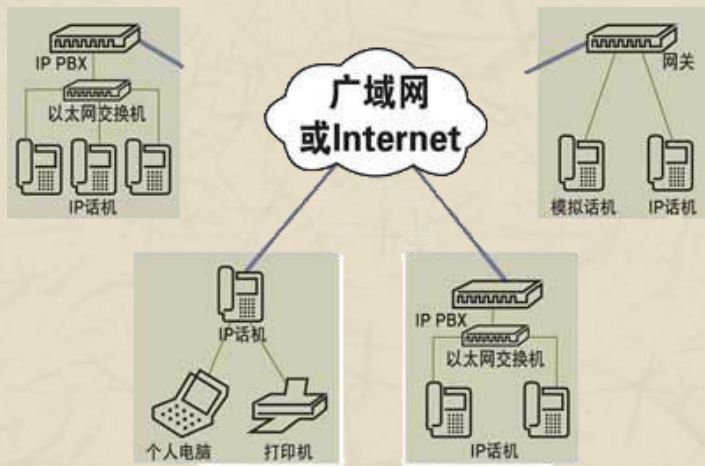 IP PBX
以太网交换机
IP话机
广域网
或Internet
网关
模拟话机 IP话机
IP话机
个人电脑 打印机
IP PBX
以太网交换机
IP话机